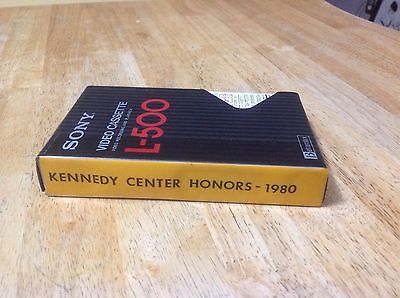 SONY
VIDEO CASSETTE
L-500
KENNEDY CENTER HONORS - 1980